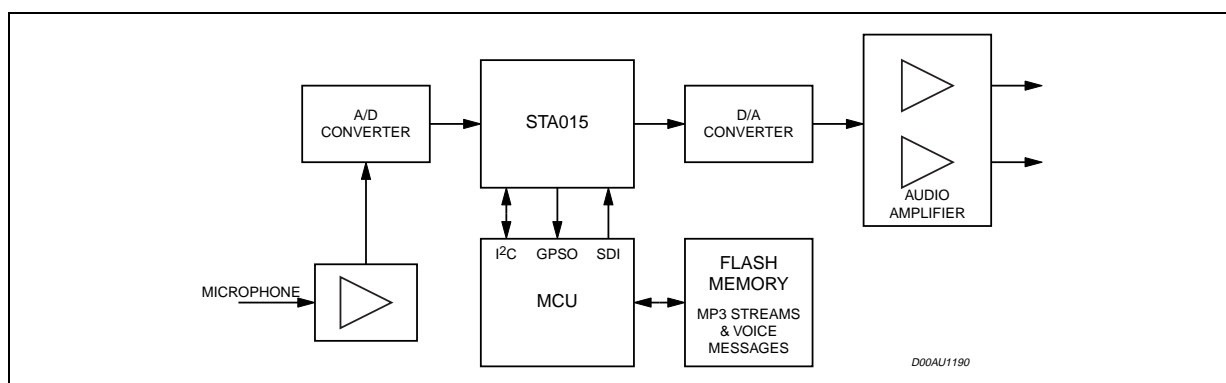 A/D
CONVERTER
STA015
D/A
CONVERTER
AUDIO
AMPLIFIER
MICROPHONE
I²C GPSO SDI
MCU
FLASH
MEMORY
MP3 STREAMS
& VOICE
MESSAGES
D00AU1190